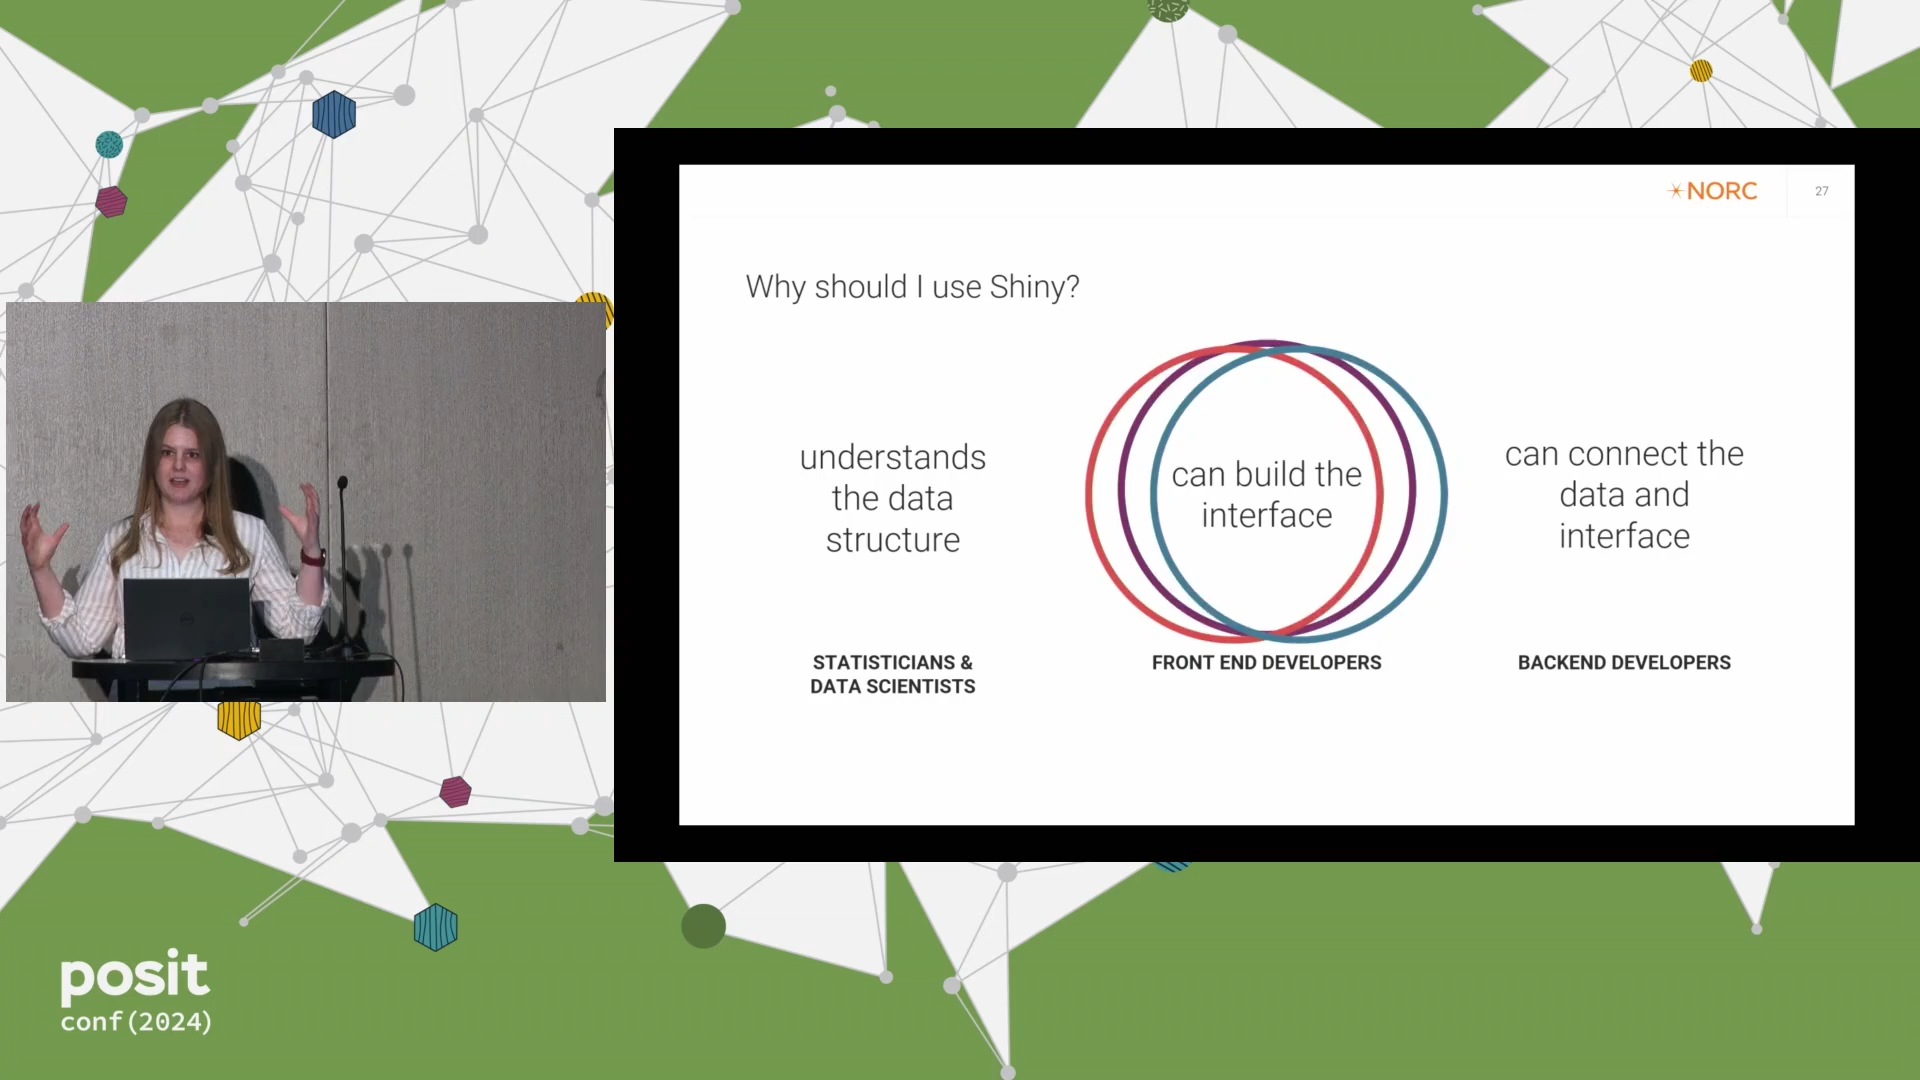 NORC
27
Why should I use Shiny?
understands
the data
structure
can build the
interface
can connect the
data and
interface
STATISTICIANS &
DATA SCIENTISTS
FRONT END DEVELOPERS
BACKEND DEVELOPERS
posit
conf(2024)